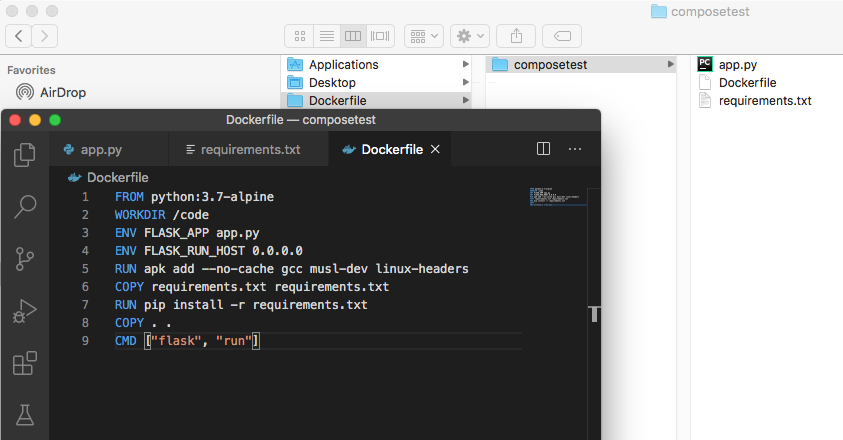 composetest
Favorites
AirDrop
Applications
Desktop
Dockerfile
composetest
app.py
Dockerfile
requirements.txt
Dockerfile — composetest
app.py
requirements.txt
Dockerfile
Dockerfile
1 FROM python:3.7-alpine
2 WORKDIR /code
3 ENV FLASK_APP app.py
4 ENV FLASK_RUN_HOST 0.0.0.0
5 RUN apk add --no-cache gcc musl-dev linux-headers
6 COPY requirements.txt requirements.txt
7 RUN pip install -r requirements.txt
8 COPY . .
9 CMD ["flask", "run"]